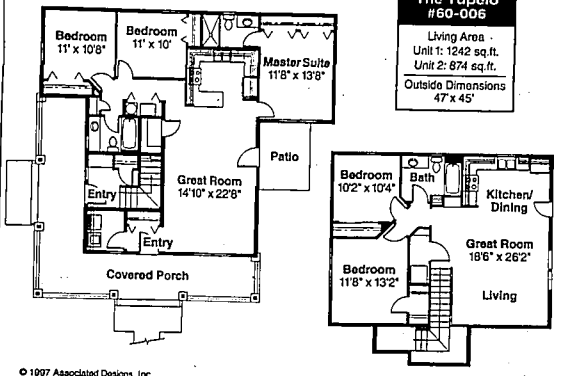 The Tupelo
#60-006
Living Area
Unit 1: 1242 sq.ft.
Unit 2: 874 sq.ft.
Outside Dimensions
47' x 45'
Bedroom
11' x 10'8"
Bedroom
11' x 10'
Master Suite
11'8" x 13'8"
Patio
Great Room
14'10" x 22'8"
Entry
Entry
Covered Porch
Bedroom
10'2" x 10'4"
Bath
Kitchen/
Dining
Great Room
18'6" x 26'2"
Bedroom
11'8" x 13'2"
Living
© 1997 Associated Designs, Inc.